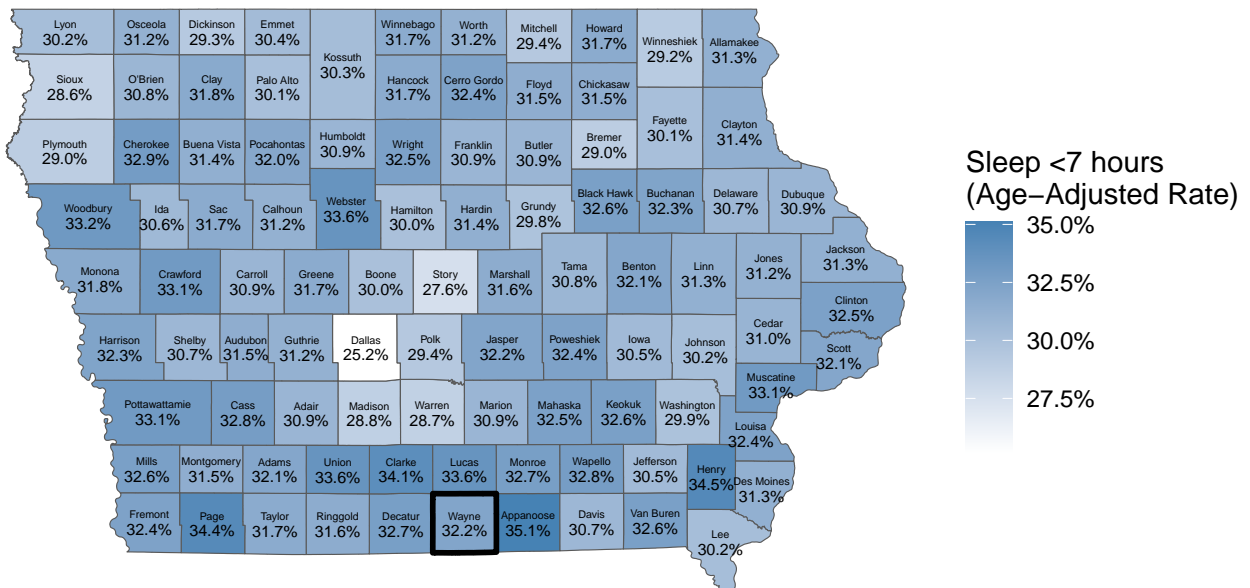 Lyon
30.2%
Osceola
31.2%
Dickinson
29.3%
Emmet
30.4%
Kossuth
30.3%
Winnebago
31.7%
Worth
31.2%
Mitchell
29.4%
Howard
31.7%
Winneshiek
29.2%
Allamakee
31.3%
Sioux
28.6%
O'Brien
30.8%
Clay
31.8%
Palo Alto
30.1%
Hancock
31.7%
Cerro Gordo
32.4%
Floyd
31.5%
Chickasaw
31.5%
Fayette
30.1%
Clayton
31.4%
Plymouth
29.0%
Cherokee
32.9%
Buena Vista
31.4%
Pocahontas
32.0%
Humboldt
30.9%
Wright
32.5%
Franklin
30.9%
Butler
30.9%
Bremer
29.0%
Woodbury
33.2%
Ida
30.6%
Sac
31.7%
Calhoun
31.2%
Webster
33.6%
Hamilton
30.0%
Hardin
31.4%
Grundy
29.8%
Black Hawk
32.6%
Buchanan
32.3%
Delaware
30.7%
Dubuque
30.9%
Monona
31.8%
Crawford
33.1%
Carroll
30.9%
Greene
31.7%
Boone
30.0%
Story
27.6%
Marshall
31.6%
Tama
30.8%
Benton
32.1%
Linn
31.3%
Jones
31.2%
Jackson
31.3%
Clinton
32.5%
Harrison
32.3%
Shelby
30.7%
Audubon
31.5%
Guthrie
31.2%
Dallas
25.2%
Polk
29.4%
Jasper
32.2%
Poweshiek
32.4%
Iowa
30.5%
Johnson
30.2%
Cedar
31.0%
Scott
32.1%
Muscatine
33.1%
Pottawattamie
33.1%
Cass
32.8%
Adair
30.9%
Madison
28.8%
Warren
28.7%
Marion
30.9%
Mahaska
32.5%
Keokuk
32.6%
Washington
29.9%
Louisa
32.4%
Mills
32.6%
Montgomery
31.5%
Adams
32.1%
Union
33.6%
Clarke
34.1%
Lucas
33.6%
Monroe
32.7%
Wapello
32.8%
Jefferson
30.5%
Henry
34.5%
Des Moines
31.3%
Fremont
32.4%
Page
34.4%
Taylor
31.7%
Ringgold
31.6%
Decatur
32.7%
Wayne
32.2%
Appanoose
35.1%
Davis
30.7%
Van Buren
32.6%
Lee
30.2%
Sleep <7 hours
(Age−Adjusted Rate)
35.0%
32.5%
30.0%
27.5%